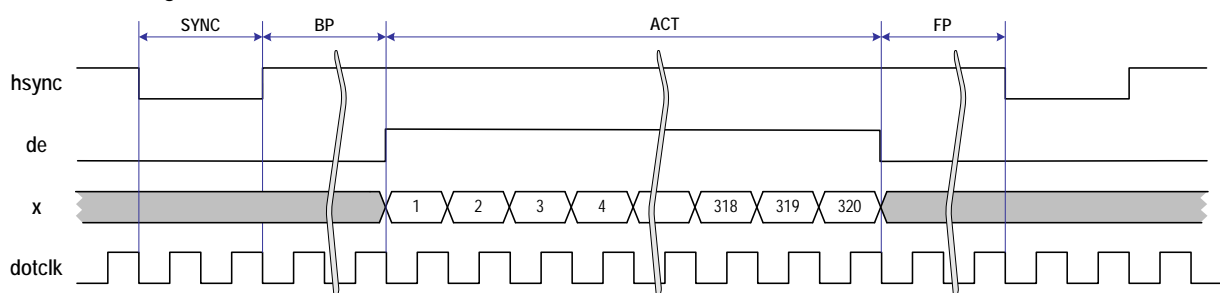 SYNC BP ACT FP
hsync
de
x 1 2 3 4 318 319 320
dotclk